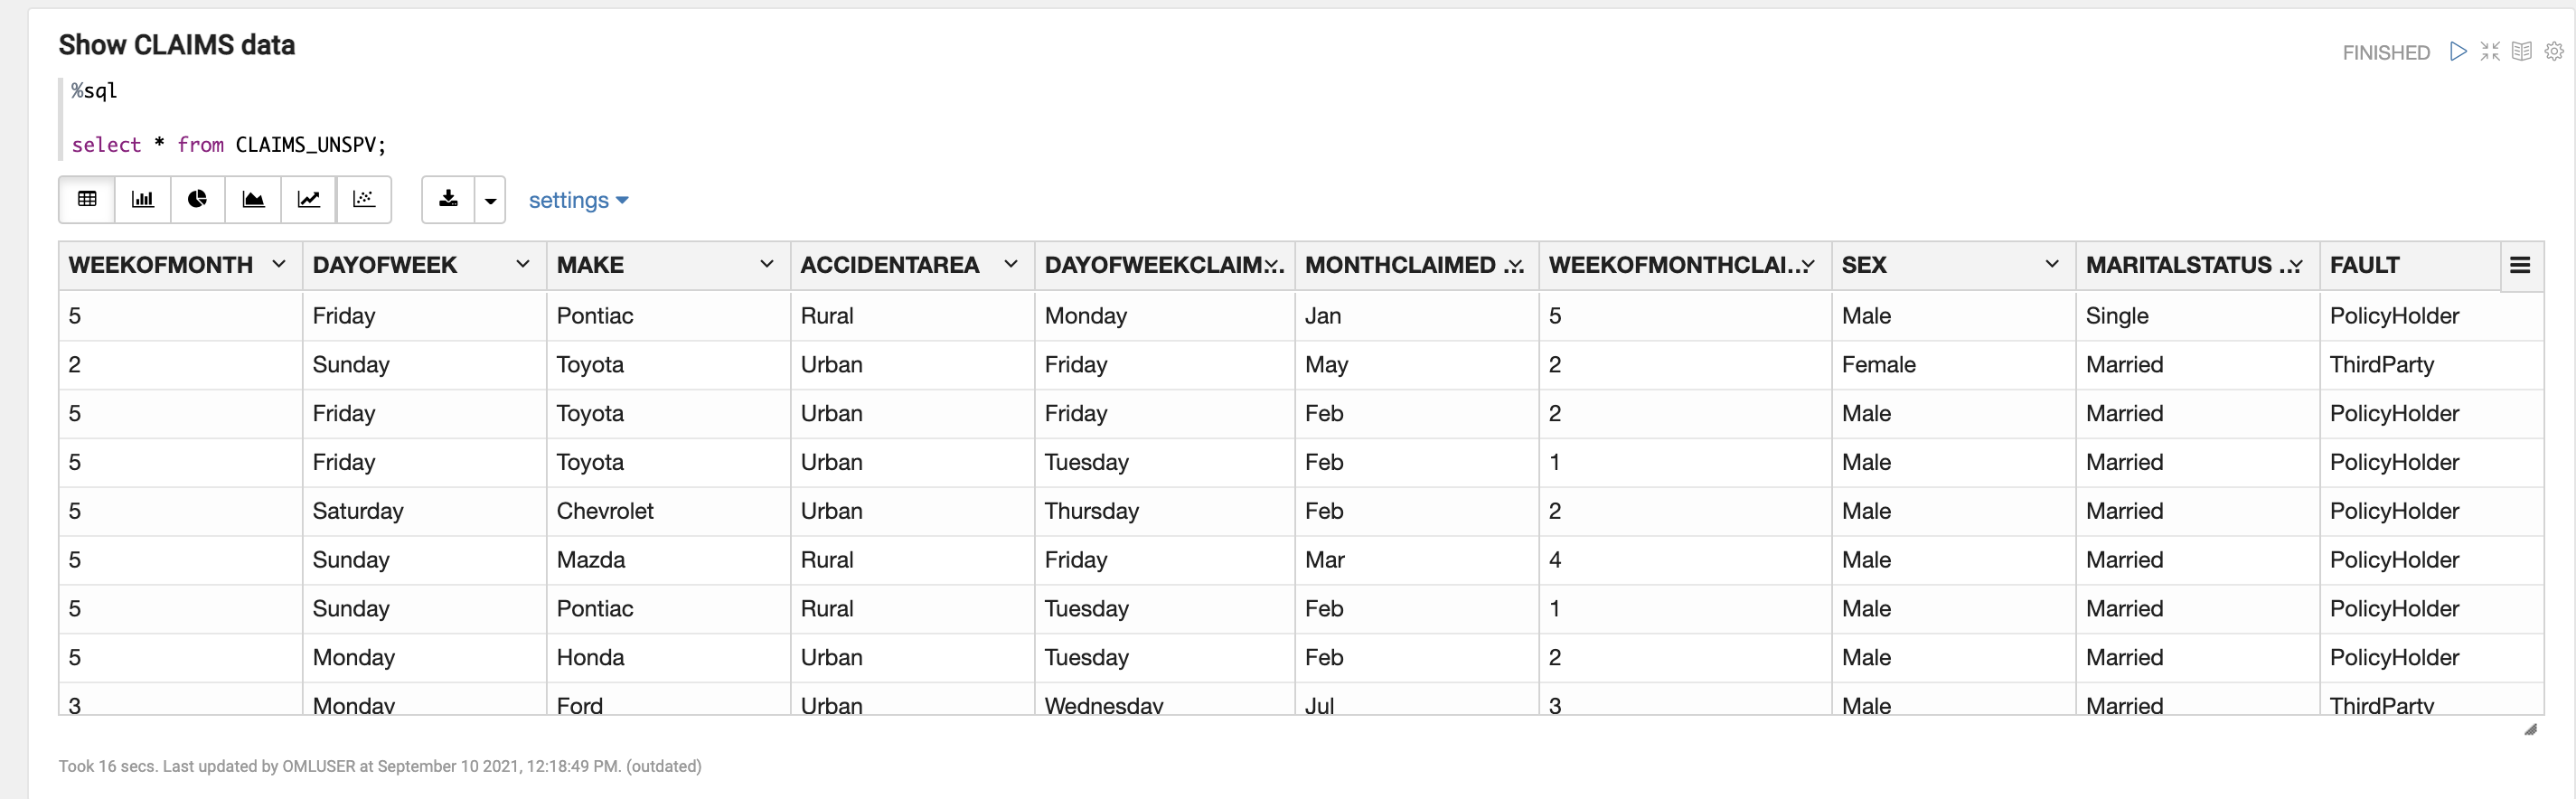 Show CLAIMS data
FINISHED
%sql
select * from CLAIMS_UNSPV;
settings
WEEKOFMONTH DAYOFWEEK MAKE ACCIDENTAREA DAYOFWEEKCLAIM... MONTHCLAIMED ... WEEKOFMONTHCLAI... SEX MARITALSTATUS ... FAULT
5 Friday Pontiac Rural Monday Jan 5 Male Single PolicyHolder
2 Sunday Toyota Urban Friday May 2 Female Married ThirdParty
5 Friday Toyota Urban Friday Feb 2 Male Married PolicyHolder
5 Friday Toyota Urban Tuesday Feb 1 Male Married PolicyHolder
5 Saturday Chevrolet Urban Thursday Feb 2 Male Married PolicyHolder
5 Sunday Mazda Rural Friday Mar 4 Male Married PolicyHolder
5 Sunday Pontiac Rural Tuesday Feb 1 Male Married PolicyHolder
5 Monday Honda Urban Tuesday Feb 2 Male Married PolicyHolder
3 Monday Ford Urban Wednesday Jul 3 Male Married ThirdParty
Took 16 secs. Last updated by OMLUSER at September 10 2021, 12:18:49 PM. (outdated)